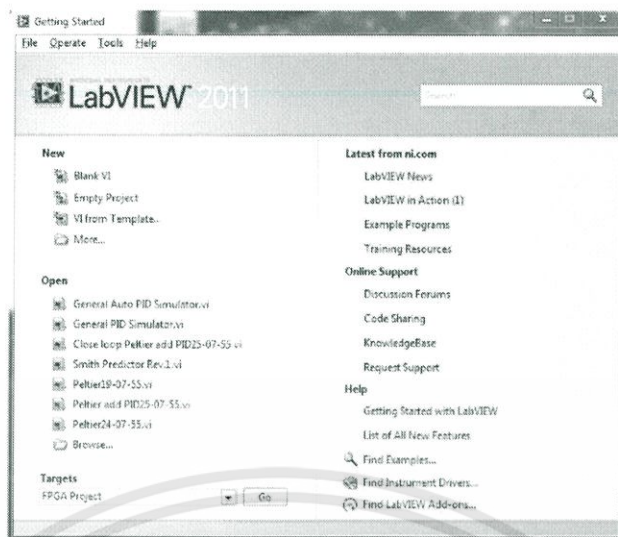 Getting Started
File Operate Tools Help
NATIONAL INSTRUMENTS
LabVIEW 2011
Search
New
Blank VI
Empty Project
VI from Template..
More...
Open
General Auto PID Simulator.vi
General PID Simulator.vi
Close loop Peltier add PID25-07-55.vi
Smith Predictor Rev.1.vi
Peltier19-07-55.vi
Peltier add PID25-07-55.vi
Peltier24-07-55.vi
Browse...
Targets
FPGA Project
Go
Latest from ni.com
LabVIEW News
LabVIEW in Action (1)
Example Programs
Training Resources
Online Support
Discussion Forums
Code Sharing
KnowledgeBase
Request Support
Help
Getting Started with LabVIEW
List of All New Features
Find Examples...
Find Instrument Drivers...
Find LabVIEW Add-ons...